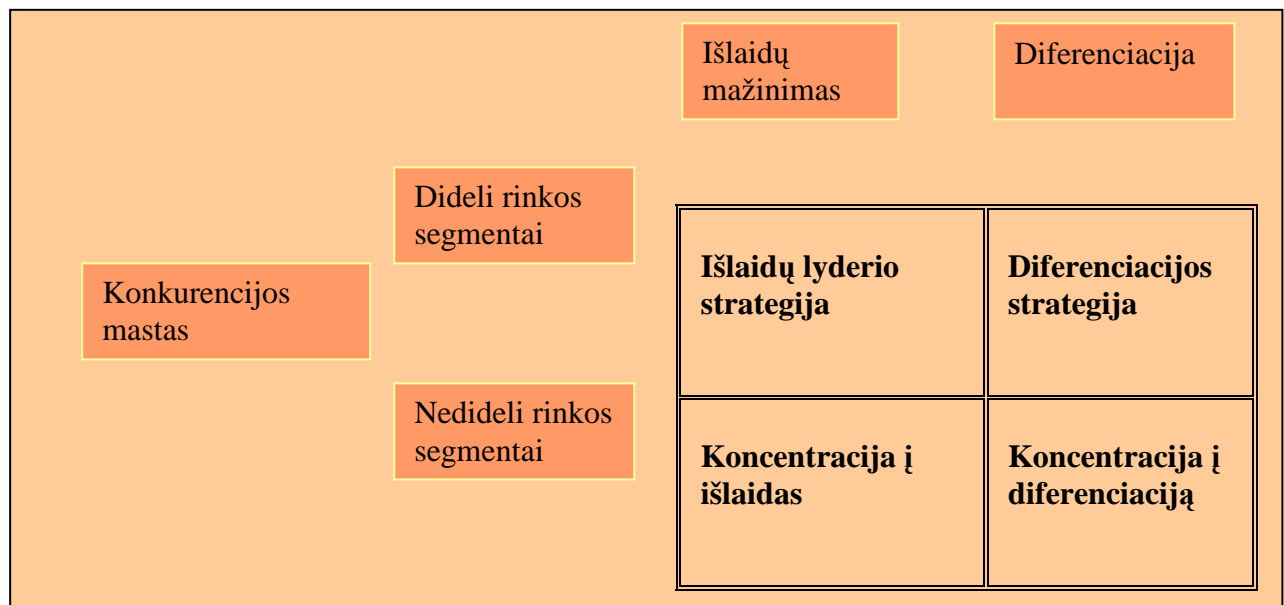 Išlaidų
mažinimas
Diferenciacija
Dideli rinkos
segmentai
Konkurencijos
mastas
Nedideli rinkos
segmentai
Išlaidų lyderio
strategija
Diferenciacijos
strategija
Koncentracija į
išlaidas
Koncentracija į
diferenciaciją